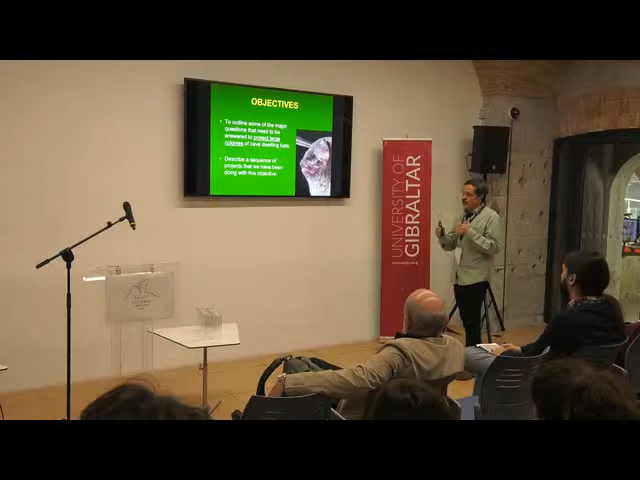 OBJECTIVES
• To outline some of the major
questions that need to be
answered to protect large
colonies of cave dwelling bats
• Describe a sequence of
projects that we have been
doing with this objective
UNIVERSITY OF
GIBRALTAR